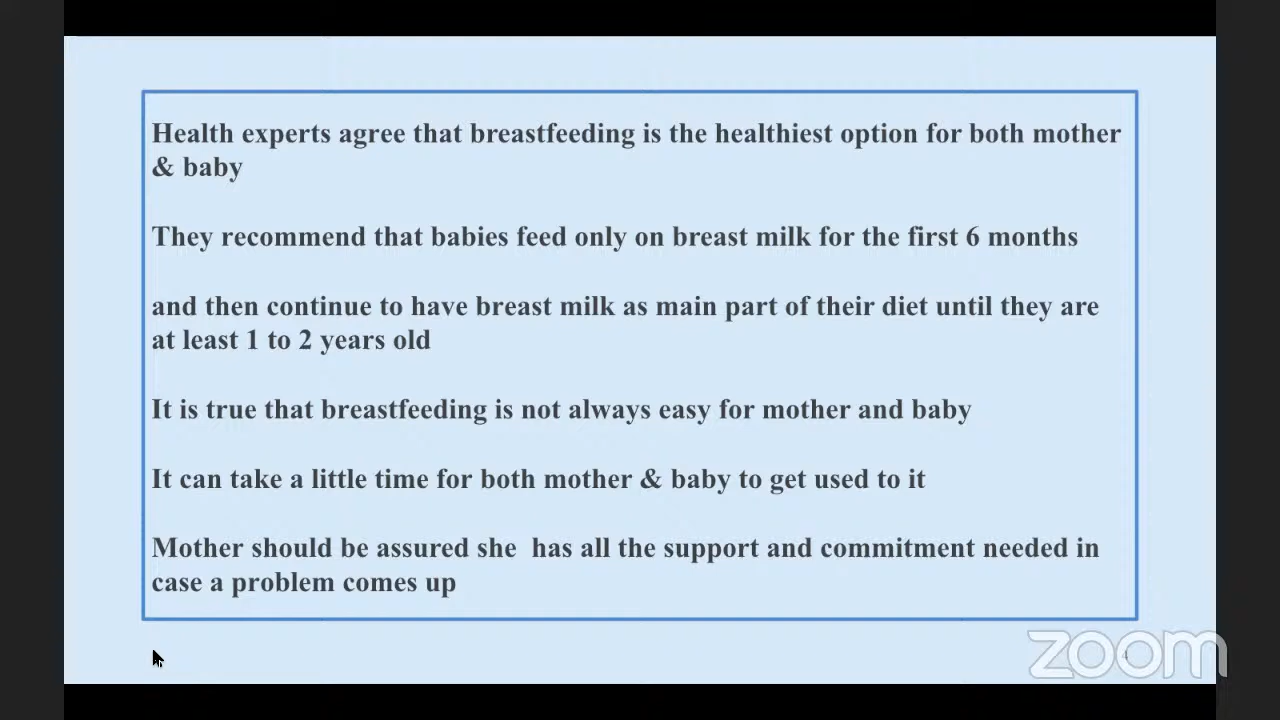 Health experts agree that breastfeeding is the healthiest option for both mother
& baby
They recommend that babies feed only on breast milk for the first 6 months
and then continue to have breast milk as main part of their diet until they are
at least 1 to 2 years old
It is true that breastfeeding is not always easy for mother and baby
It can take a little time for both mother & baby to get used to it
Mother should be assured she  has all the support and commitment needed in
case a problem comes up
zoom